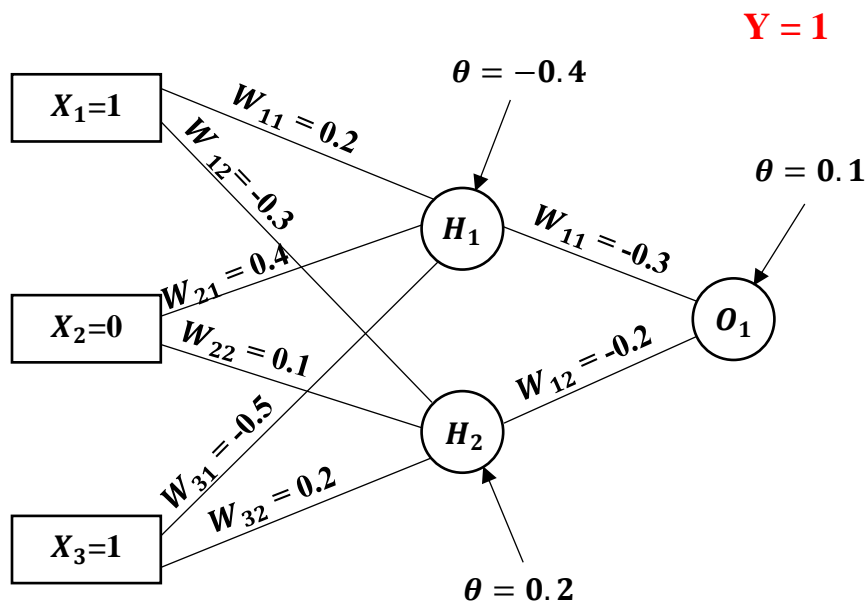 Y = 1
θ = −0.4
X₁=1
W₁₁ = 0.2
W₁₂ = -0.3
θ = 0.1
H₁
W₁₁ = -0.3
W₂₁ = 0.4
X₂=0
O₁
W₂₂ = 0.1
W₁₂ = -0.2
W₃₁ = -0.5
H₂
W₃₂ = 0.2
X₃=1
θ = 0.2